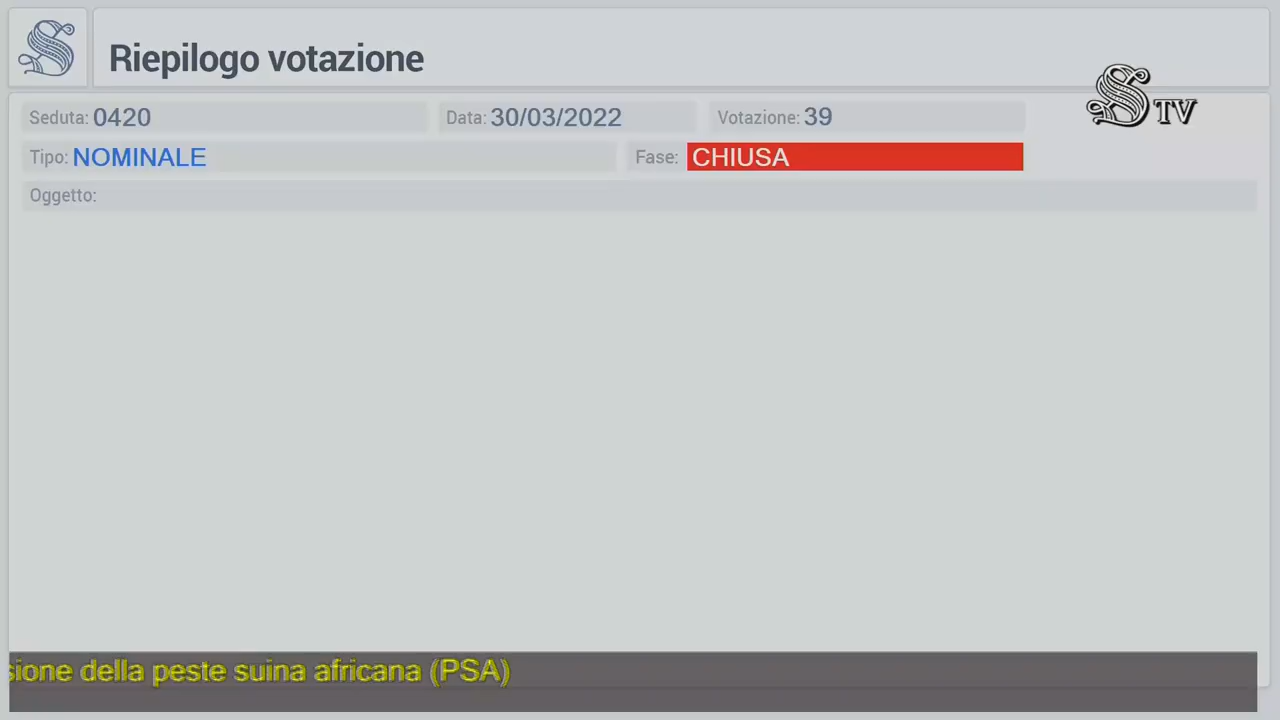 Riepilogo votazione
S TV
Seduta: 0420 Data: 30/03/2022 Votazione: 39
Tipo: NOMINALE Fase: CHIUSA
Oggetto:
sione della peste suina africana (PSA)